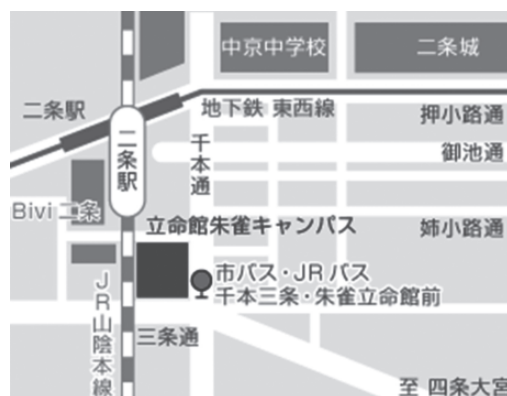 中京中学校
二条城
二条駅
地下鉄 東西線
押小路通
二条駅
千本通
御池通
Bivi二条
立命館朱雀キャンパス
姉小路通
市バス・JRバス
千本三条・朱雀立命館前
JR山陰本線
三条通
至 四条大宮